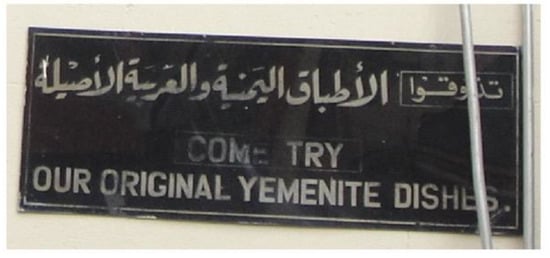 تذوقوا الأطباق اليمنية والعربية الأصيلة
COME TRY
OUR ORIGINAL YEMENITE DISHES.